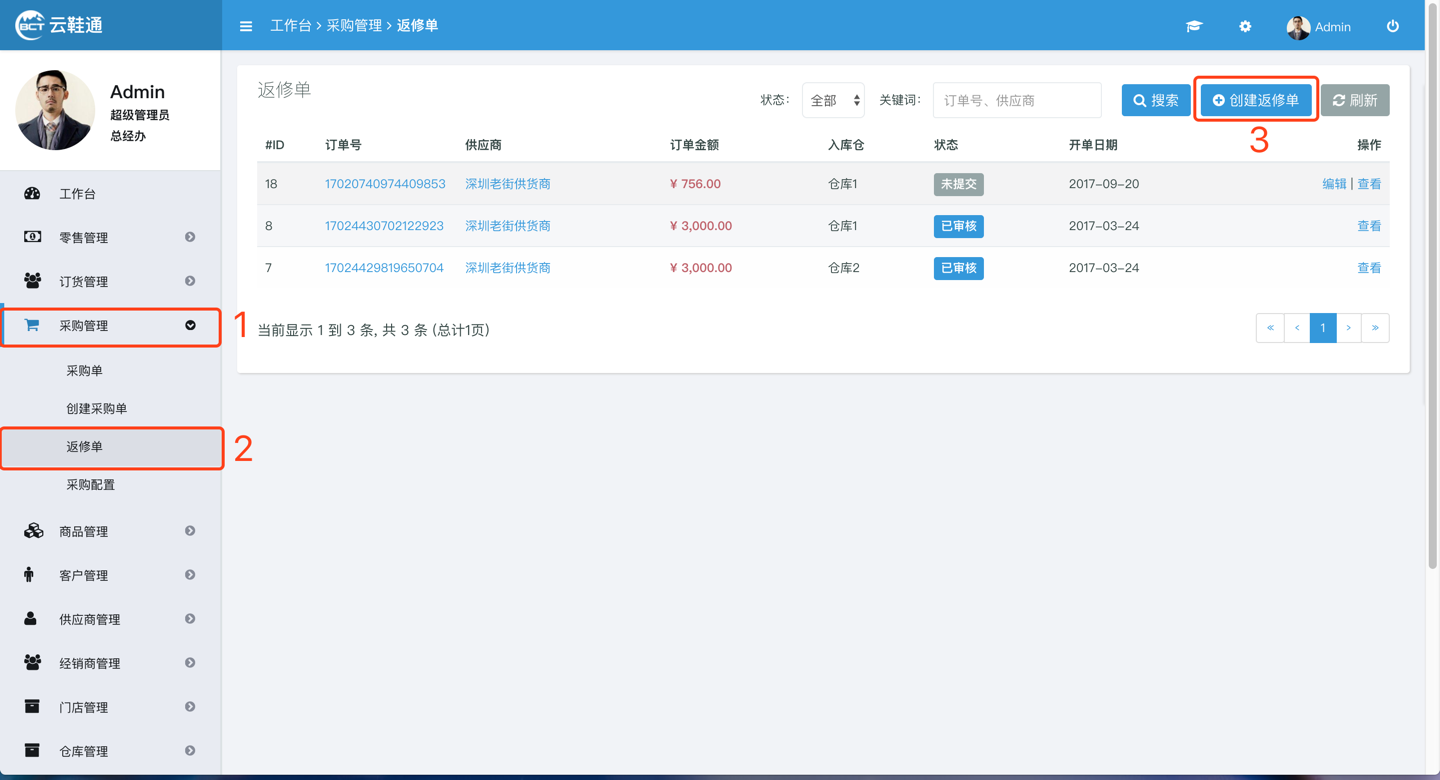 BCT 云鞋通
工作台 > 采购管理 > 返修单
Admin
Admin
超级管理员
总经办
工作台
零售管理
订货管理
采购管理
1
采购单
创建采购单
返修单
2
采购配置
商品管理
客户管理
供应商管理
经销商管理
门店管理
仓库管理
返修单
状态： 全部 关键词： 订单号、供应商 搜索 创建返修单 刷新
3
#ID 订单号 供应商 订单金额 入库仓 状态 开单日期 操作
18 17020740974409853 深圳老街供货商 ¥ 756.00 仓库1 未提交 2017-09-20 编辑 | 查看
8 17024430702122923 深圳老街供货商 ¥ 3,000.00 仓库1 已审核 2017-03-24 查看
7 17024429819650704 深圳老街供货商 ¥ 3,000.00 仓库2 已审核 2017-03-24 查看
当前显示 1 到 3 条, 共 3 条 (总计1页)
« ‹ 1 › »